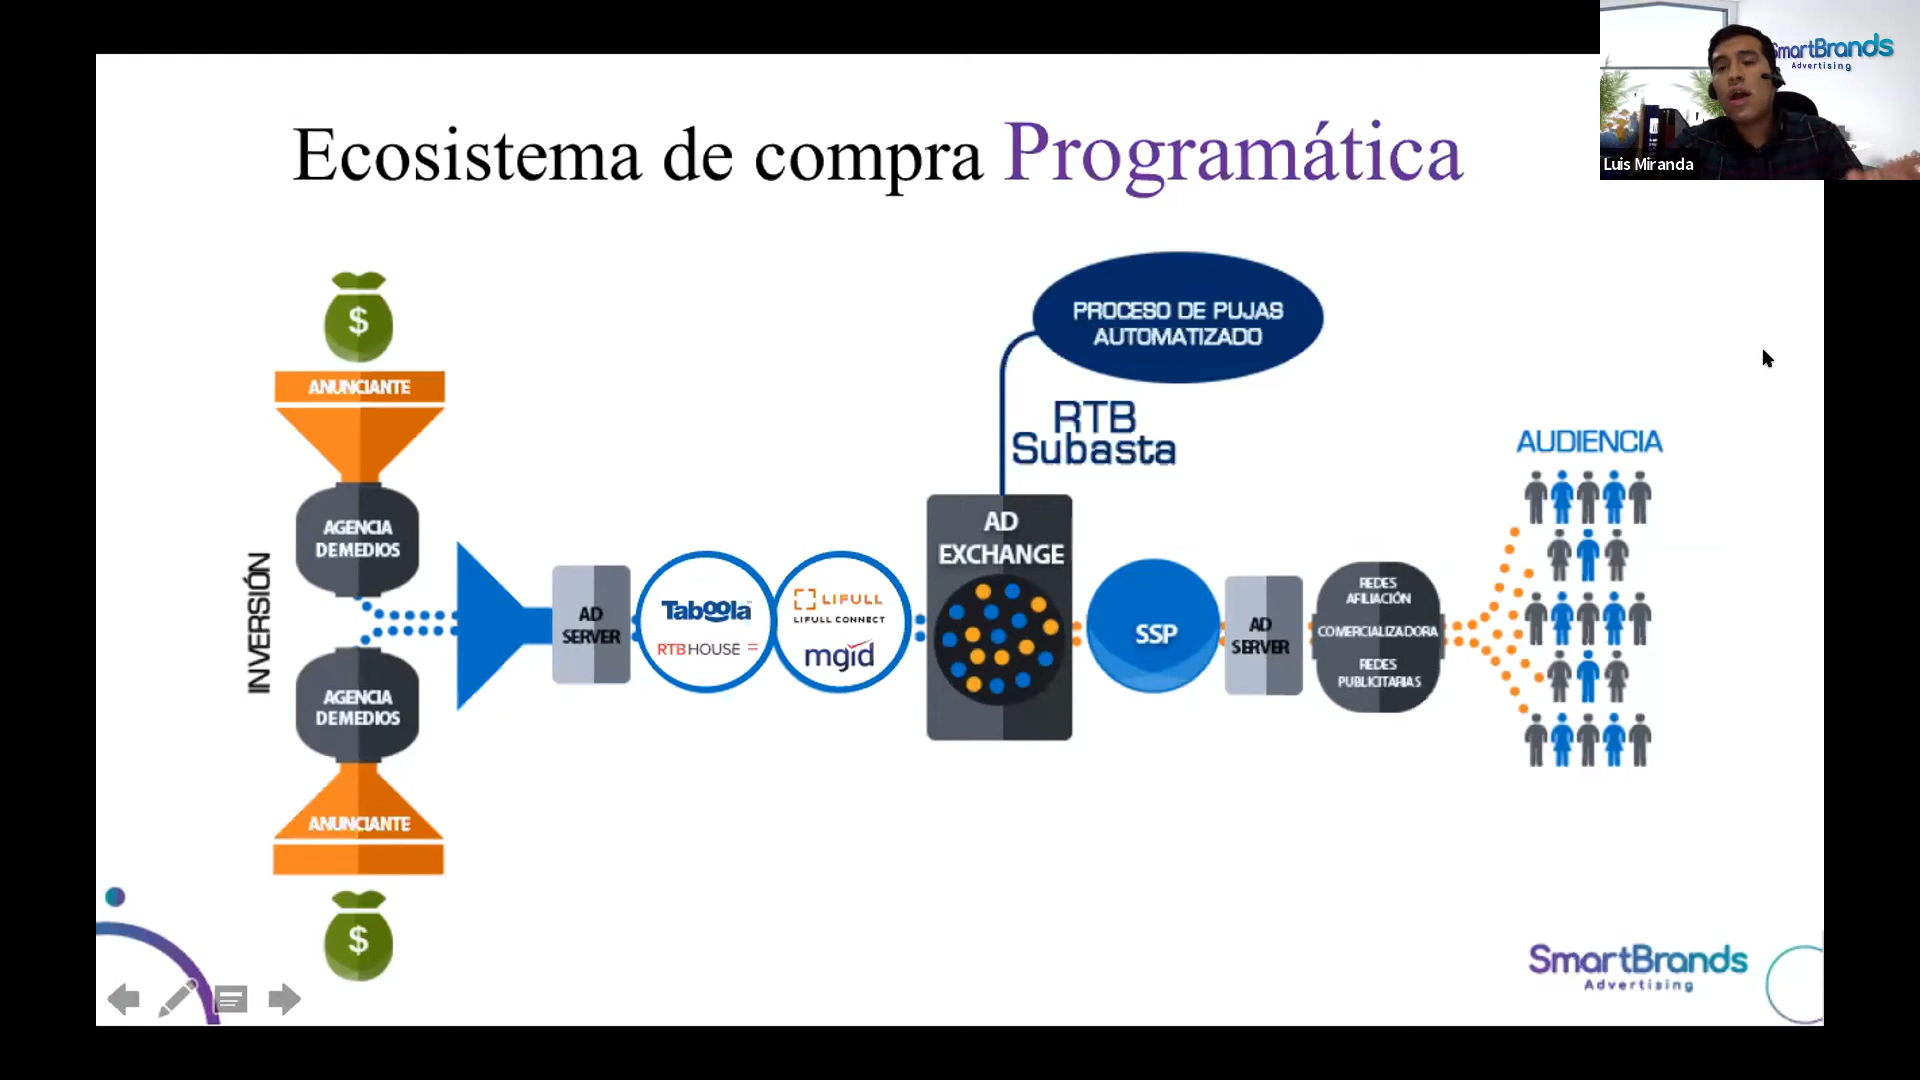 SmartBrands
Advertising
Luis Miranda
Ecosistema de compra Programática
PROCESO DE PUJAS
AUTOMATIZADO
RTB
Subasta
$
ANUNCIANTE
AGENCIA
DE MEDIOS
INVERSIÓN
AGENCIA
DE MEDIOS
ANUNCIANTE
$
AD
SERVER
Taboola
RTB HOUSE =
LIFULL
LIFULL CONNECT
mgid
AD
EXCHANGE
SSP
AD
SERVER
REDES
AFILIACIÓN
COMERCIALIZADORA
REDES
PUBLICITARIAS
AUDIENCIA
SmartBrands
Advertising